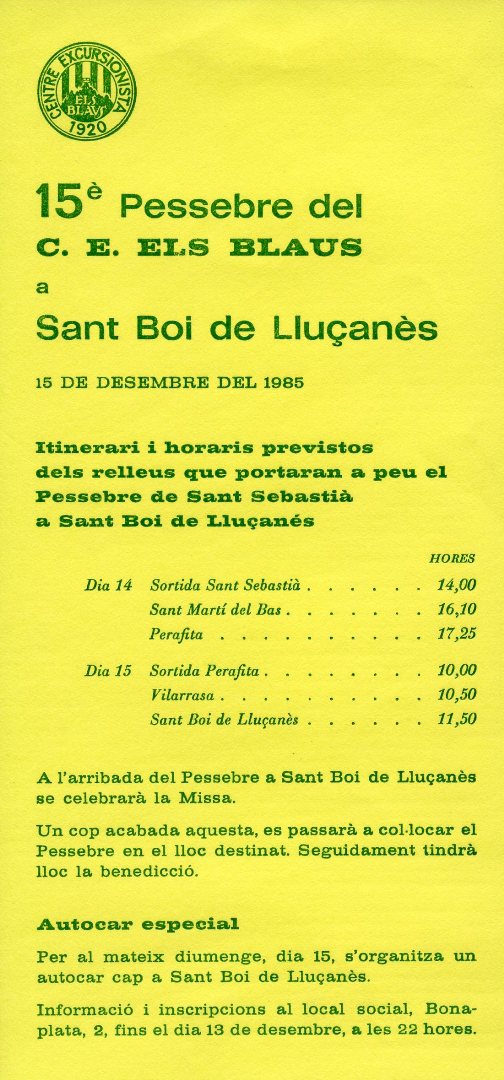 CENTRE EXCURSIONISTA
ELS
BLAUS
1920
15è Pessebre del
C. E. ELS BLAUS
a
Sant Boi de Lluçanès
15 DE DESEMBRE DEL 1985
Itinerari i horaris previstos
dels relleus que portaran a peu el
Pessebre de Sant Sebastià
a Sant Boi de Lluçanés
HORES
Dia 14 Sortida Sant Sebastià . . . . . . 14,00
Sant Martí del Bas . . . . . . . 16,10
Perafita . . . . . . . . . . 17,25
Dia 15 Sortida Perafita . . . . . . . . 10,00
Vilarrasa . . . . . . . . . . 10,50
Sant Boi de Lluçanès . . . . . . 11,50
A l'arribada del Pessebre a Sant Boi de Lluçanès
se celebrarà la Missa.
Un cop acabada aquesta, es passarà a col·locar el
Pessebre en el lloc destinat. Seguidament tindrà
lloc la benedicció.
Autocar especial
Per al mateix diumenge, dia 15, s'organitza un
autocar cap a Sant Boi de Lluçanès.
Informació i inscripcions al local social, Bona-
plata, 2, fins el dia 13 de desembre, a les 22 hores.